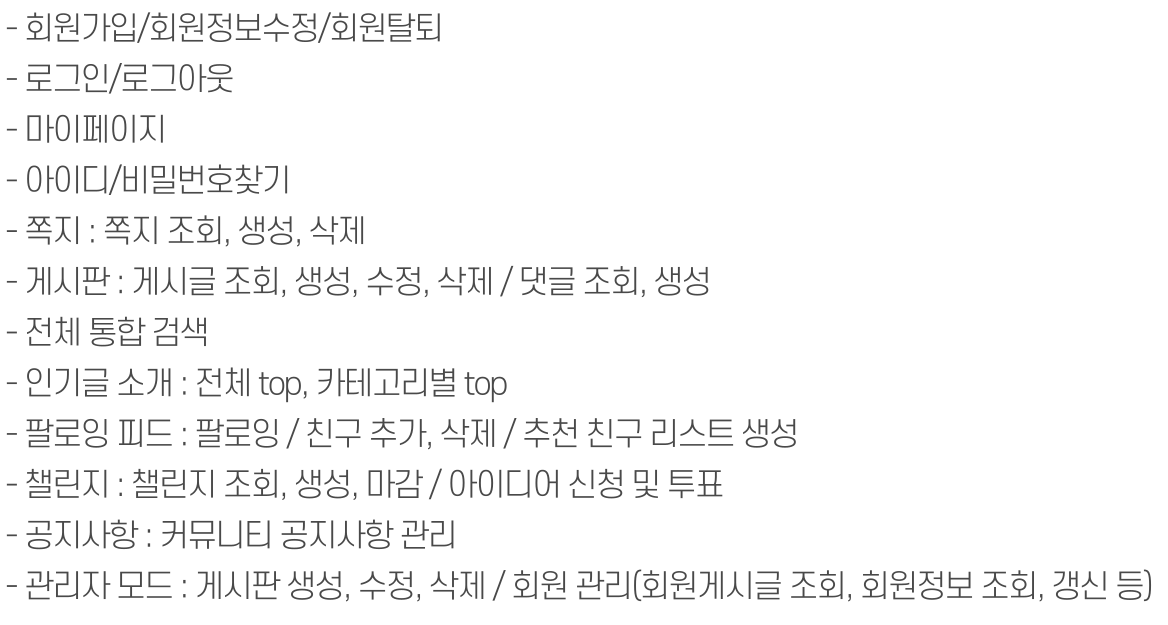 - 회원가입/회원정보수정/회원탈퇴
- 로그인/로그아웃
- 마이페이지
- 아이디/비밀번호찾기
- 쪽지 : 쪽지 조회, 생성, 삭제
- 게시판 : 게시글 조회, 생성, 수정, 삭제 / 댓글 조회, 생성
- 전체 통합 검색
- 인기글 소개 : 전체 top, 카테고리별 top
- 팔로잉 피드 : 팔로잉 / 친구 추가, 삭제 / 추천 친구 리스트 생성
- 챌린지 : 챌린지 조회, 생성, 마감 / 아이디어 신청 및 투표
- 공지사항 : 커뮤니티 공지사항 관리
- 관리자 모드 : 게시판 생성, 수정, 삭제 / 회원 관리(회원게시글 조회, 회원정보 조회, 갱신 등)